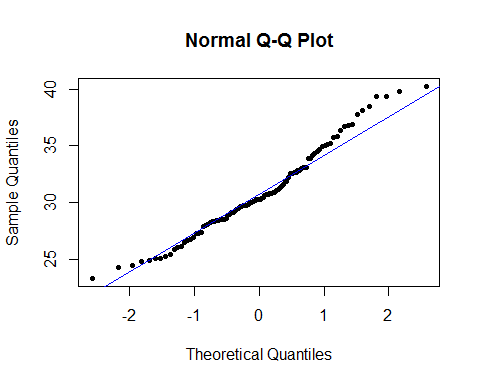 Normal Q-Q Plot
Sample Quantiles
40
35
30
25
-2 -1 0 1 2
Theoretical Quantiles